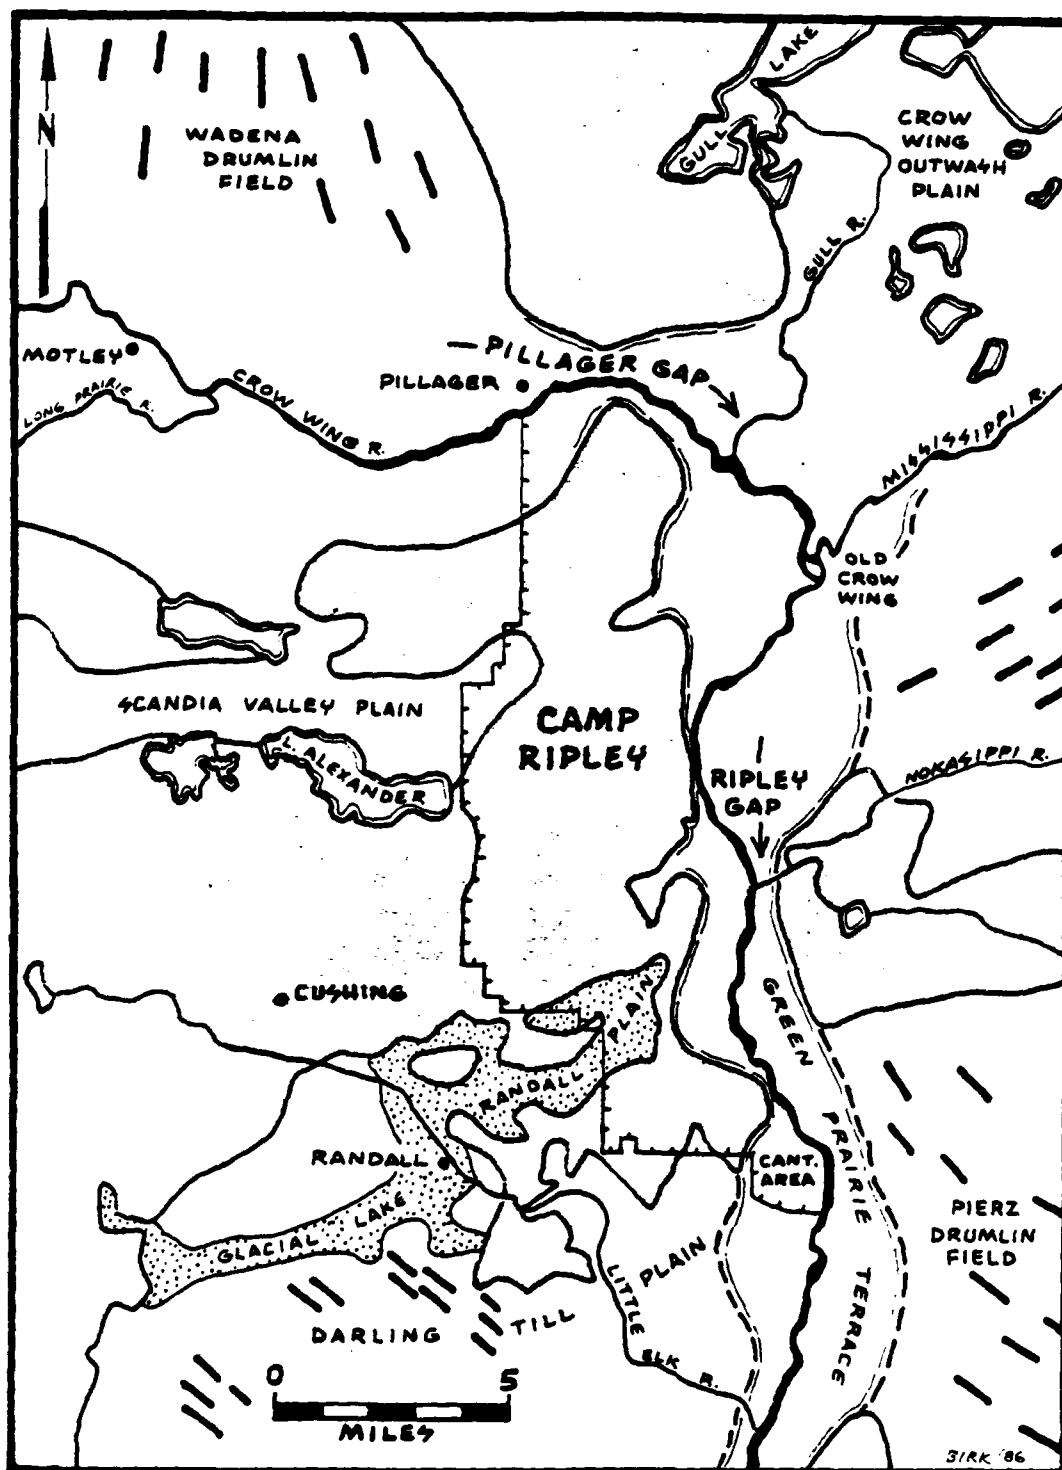 N
WADENA
DRUMLIN
FIELD
LAKE
GULL
CROW
WING
OUTWASH
PLAIN
GULL R.
MOTLEY
LONG PRAIRIE R.
CROW WING R.
PILLAGER
PILLAGER GAP
MISSISSIPPI R.
OLD
CROW
WING
SCANDIA VALLEY PLAIN
L. ALEXANDER
CAMP
RIPLEY
RIPLEY
GAP
NOKASIPPI R.
CUSHING
GREEN PRAIRIE TERRACE
RANDALL
GLACIAL LAKE RANDALL PLAIN
CANT.
AREA
PIERZ
DRUMLIN
FIELD
DARLING TILL PLAIN
LITTLE ELK R.
0 5
MILES
BIRK '86